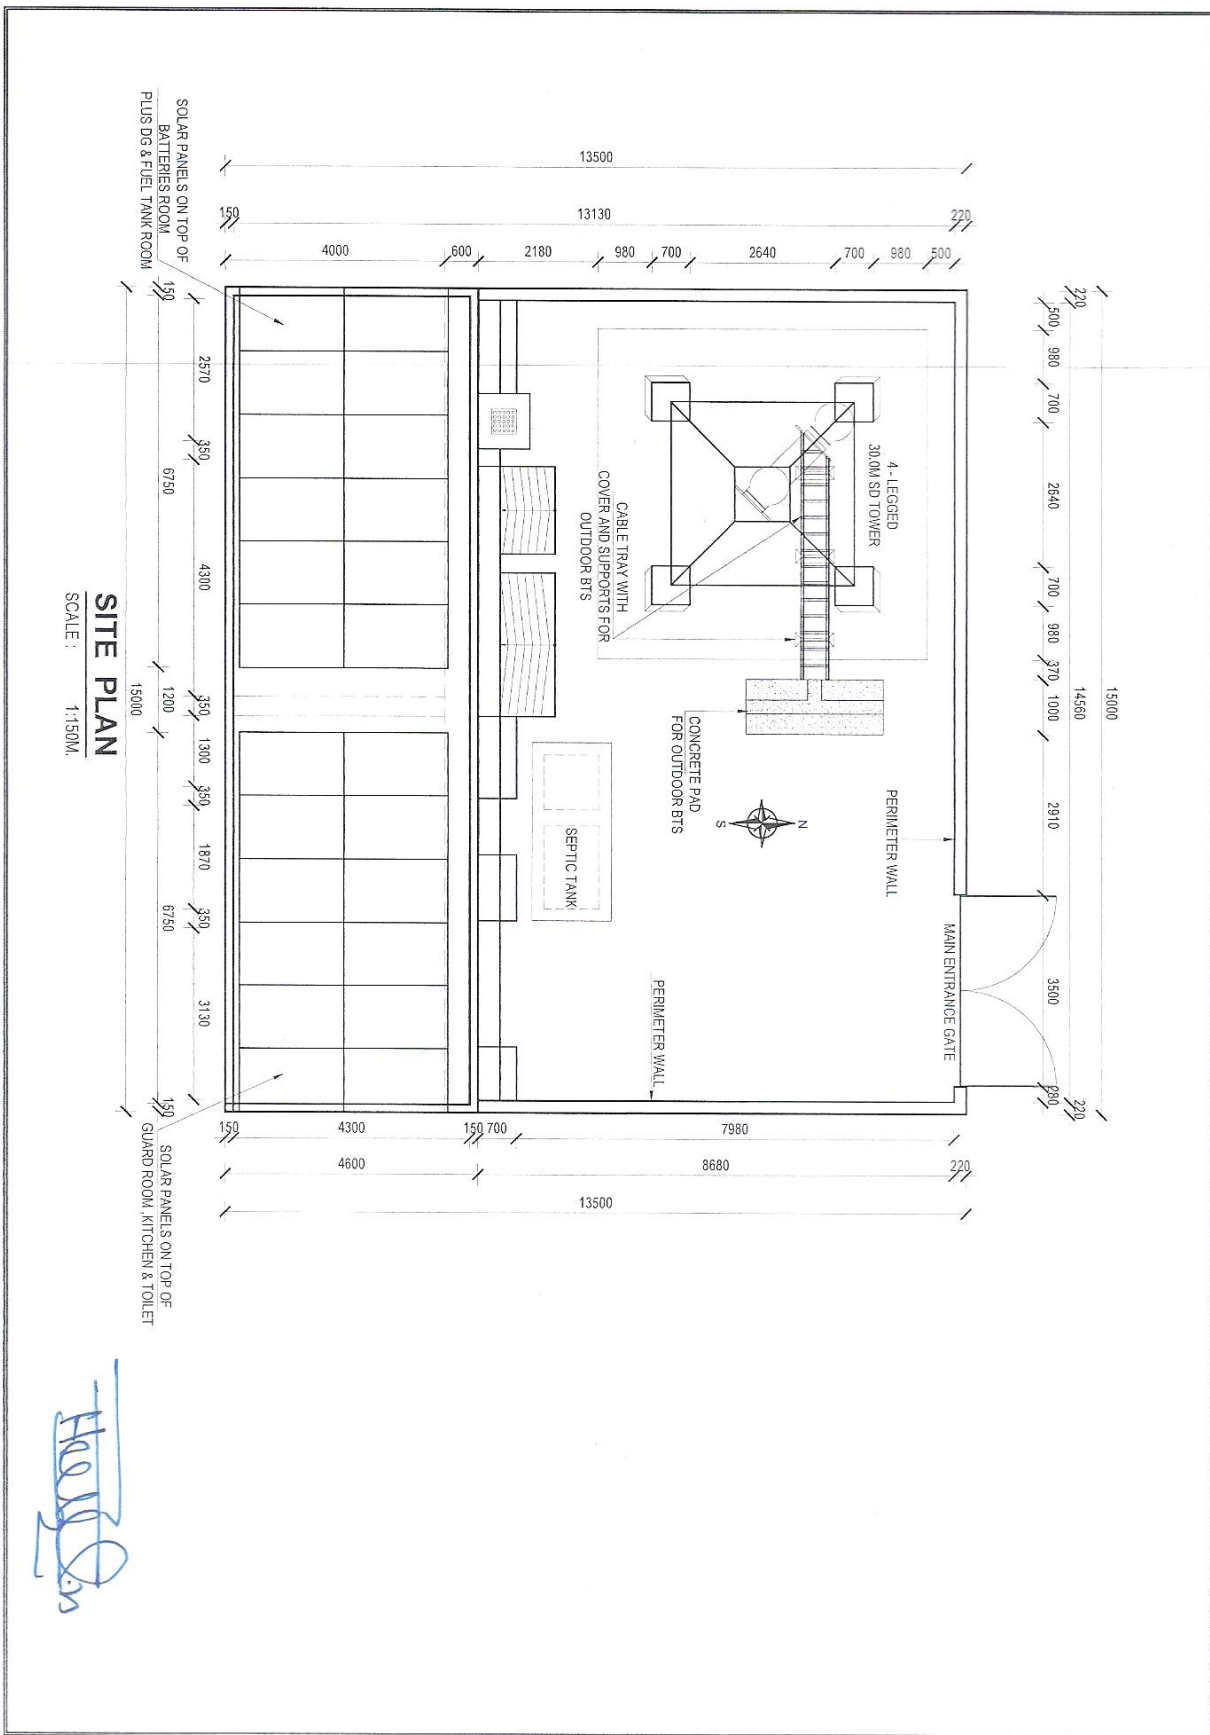 15000
14560
220
500
980
700
2640
700
980
370
1000
2910
3500
280
220
13500
13130
150
220
4000
600
2180
980
700
2640
700
980
500
4 - LEGGED
30.0M SD TOWER
CABLE TRAY WITH
COVER AND SUPPORTS FOR
OUTDOOR BTS
CONCRETE PAD
FOR OUTDOOR BTS
N
S
PERIMETER WALL
MAIN ENTRANCE GATE
PERIMETER WALL
SEPTIC TANK
150
4300
150
700
7980
4600
8680
220
13500
2570
350
4300
350
1300
350
1870
350
3130
150
6750
1200
6750
150
15000
SOLAR PANELS ON TOP OF
BATTERIES ROOM
PLUS DG & FUEL TANK ROOM
SOLAR PANELS ON TOP OF
GUARD ROOM ,KITCHEN & TOILET
SITE PLAN
SCALE : 1:150M.